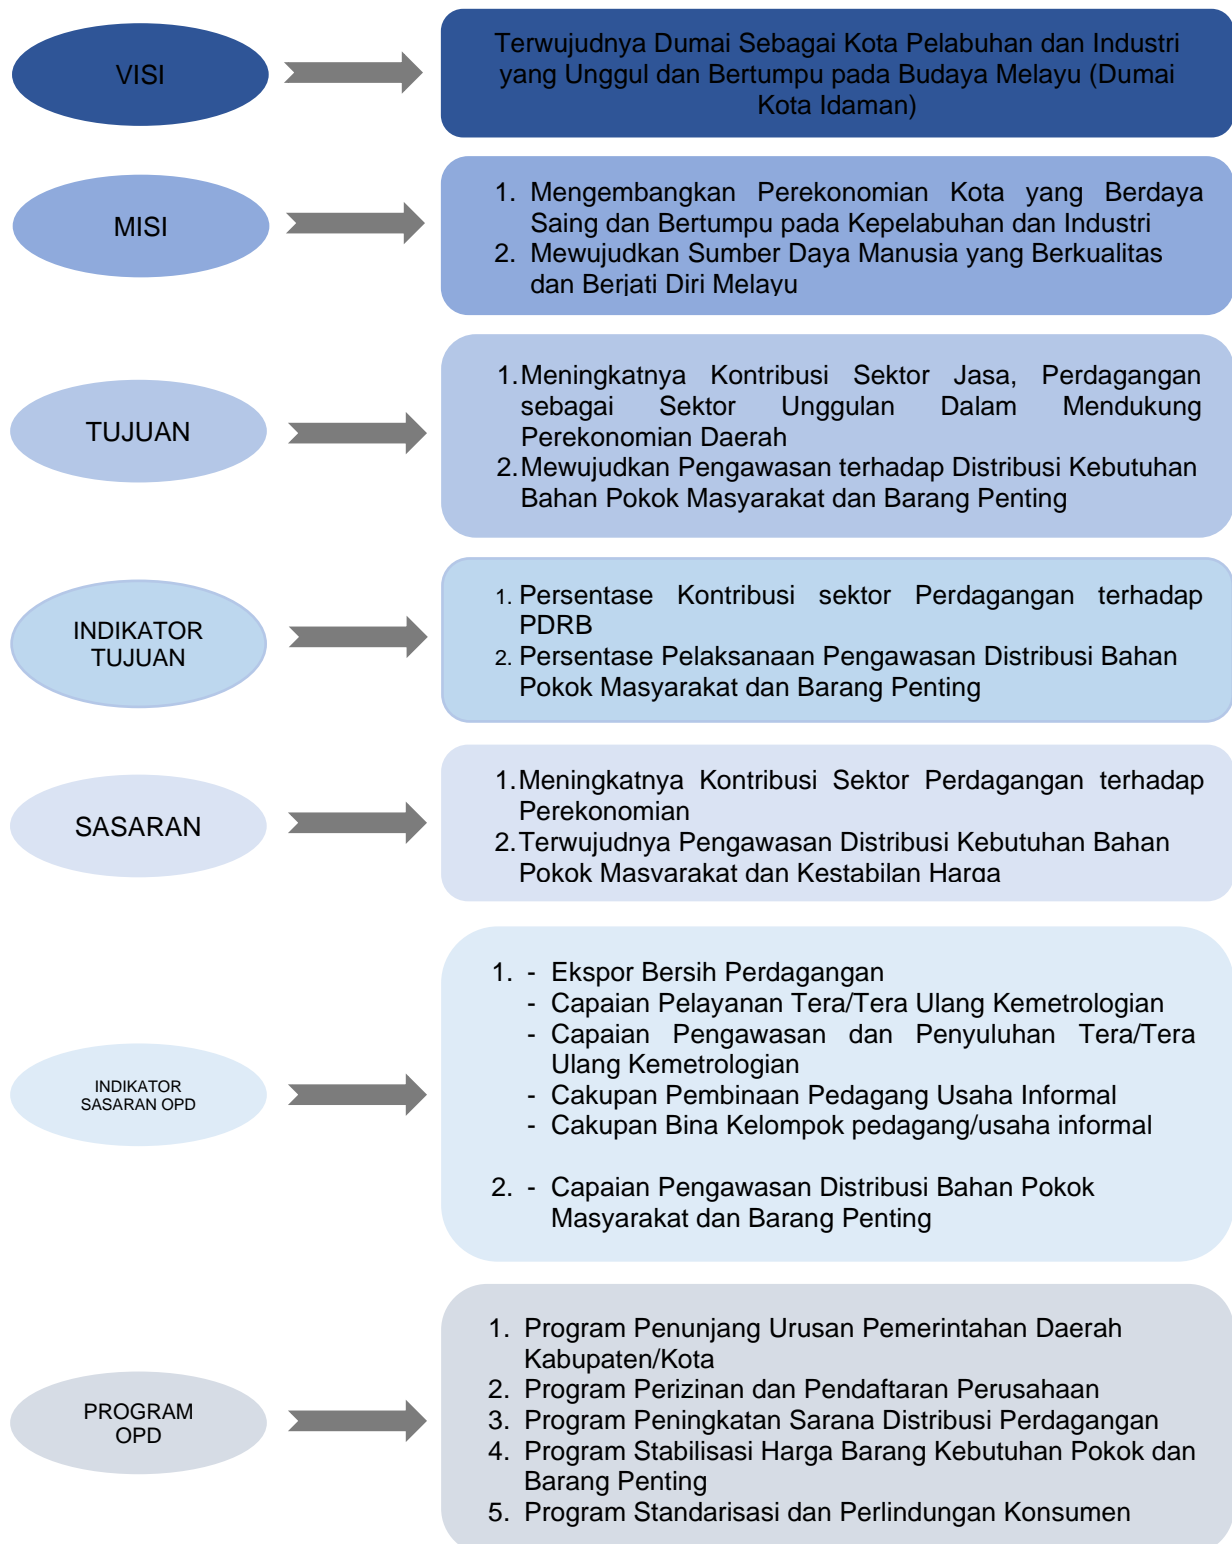 VISI
Terwujudnya Dumai Sebagai Kota Pelabuhan dan Industri
yang Unggul dan Bertumpu pada Budaya Melayu (Dumai
Kota Idaman)
MISI
1. Mengembangkan Perekonomian Kota yang Berdaya
Saing dan Bertumpu pada Kepelabuhan dan Industri
2. Mewujudkan Sumber Daya Manusia yang Berkualitas
dan Berjati Diri Melayu
TUJUAN
1. Meningkatnya Kontribusi Sektor Jasa, Perdagangan
sebagai Sektor Unggulan Dalam Mendukung
Perekonomian Daerah
2. Mewujudkan Pengawasan terhadap Distribusi Kebutuhan
Bahan Pokok Masyarakat dan Barang Penting
INDIKATOR
TUJUAN
1. Persentase Kontribusi sektor Perdagangan terhadap
PDRB
2. Persentase Pelaksanaan Pengawasan Distribusi Bahan
Pokok Masyarakat dan Barang Penting
SASARAN
1. Meningkatnya Kontribusi Sektor Perdagangan terhadap
Perekonomian
2. Terwujudnya Pengawasan Distribusi Kebutuhan Bahan
Pokok Masyarakat dan Kestabilan Harga
INDIKATOR
SASARAN OPD
1. - Ekspor Bersih Perdagangan
- Capaian Pelayanan Tera/Tera Ulang Kemetrologian
- Capaian Pengawasan dan Penyuluhan Tera/Tera
Ulang Kemetrologian
- Cakupan Pembinaan Pedagang Usaha Informal
- Cakupan Bina Kelompok pedagang/usaha informal
2. - Capaian Pengawasan Distribusi Bahan Pokok
Masyarakat dan Barang Penting
PROGRAM
OPD
1. Program Penunjang Urusan Pemerintahan Daerah
Kabupaten/Kota
2. Program Perizinan dan Pendaftaran Perusahaan
3. Program Peningkatan Sarana Distribusi Perdagangan
4. Program Stabilisasi Harga Barang Kebutuhan Pokok dan
Barang Penting
5. Program Standarisasi dan Perlindungan Konsumen